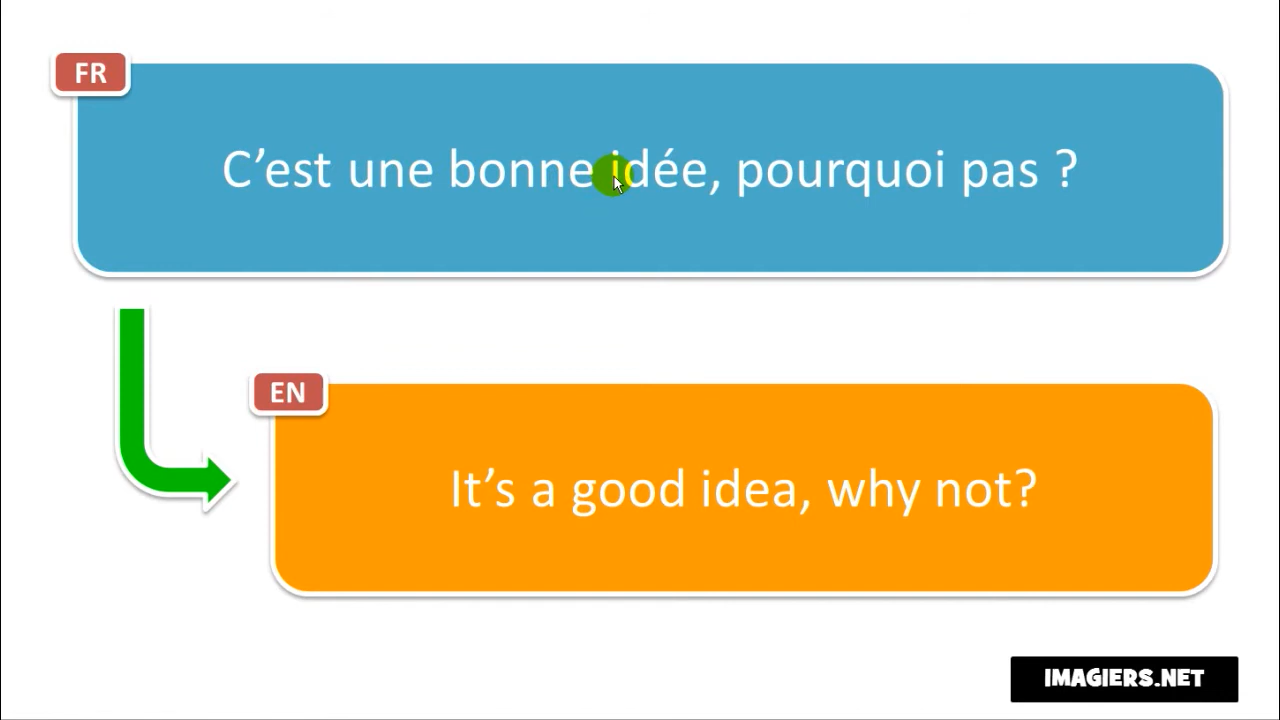 FR
C’est une bonne idée, pourquoi pas ?
EN
It’s a good idea, why not?
IMAGIERS.NET